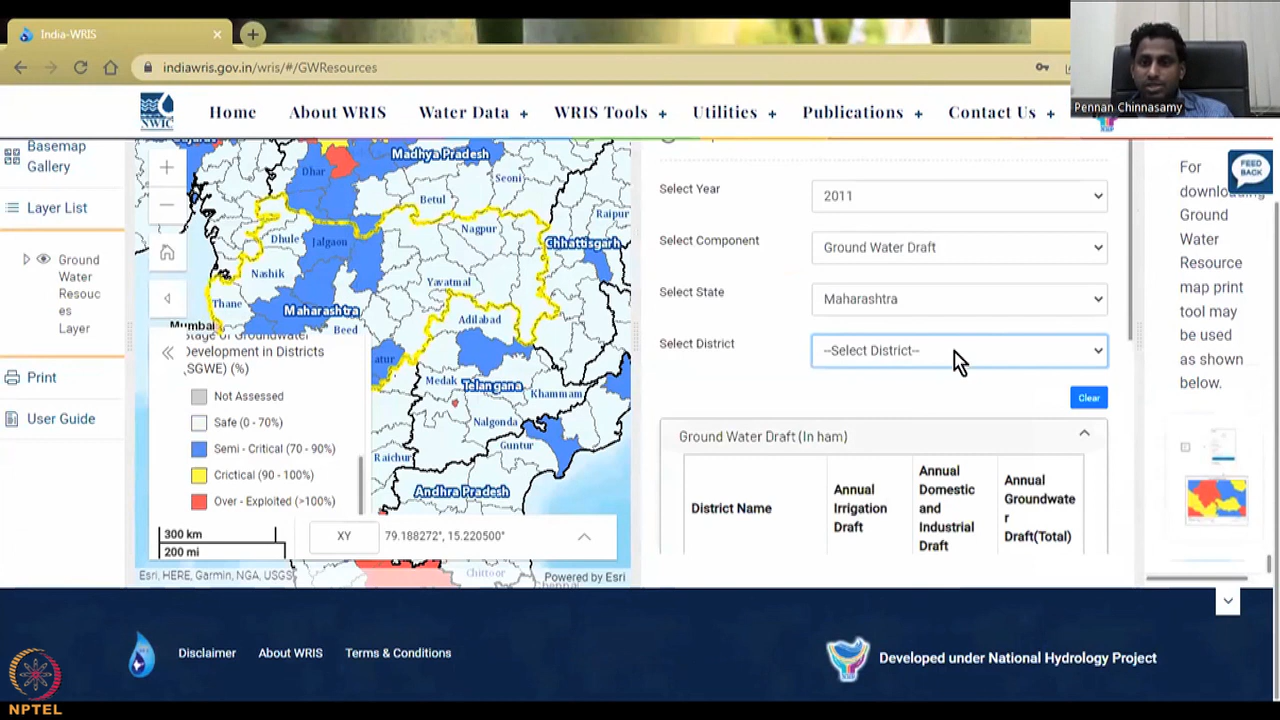 India-WRIS
indiawris.gov.in/wris/#/GWResources
Pennan Chinnasamy
NWIC
Home
About WRIS
Water Data +
WRIS Tools +
Utilities +
Publications +
Contact Us +
Basemap
Gallery
Layer List
Ground
Water
Resouc
es
Layer
Print
User Guide
Madhya Pradesh
Dhar
Seoni
Betul
Raipur
Dhule
Jalgaon
Nagpur
Chhattisgarh
Nashik
Yavatmal
Thane
Maharashtra
Mumbai
Beed
Adilabad
Medak
Telangana
Khammam
Nalgonda
Guntur
Raichur
Andhra Pradesh
Chittoor
Stage of Groundwater
Development in Districts
(SGWE) (%)
Not Assessed
Safe (0 - 70%)
Semi - Critical (70 - 90%)
Crictical (90 - 100%)
Over - Exploited (>100%)
300 km
200 mi
XY
79.188272°, 15.220500°
Esri, HERE, Garmin, NGA, USGS
Powered by Esri
Select Year
2011
Select Component
Ground Water Draft
Select State
Maharashtra
Select District
--Select District--
Clear
Ground Water Draft (In ham)
District Name
Annual
Irrigation
Draft
Annual
Domestic
and
Industrial
Draft
Annual
Groundwate
r
Draft(Total)
FEED
BACK
For
downloading
Ground
Water
Resource
map print
tool may
be used
as shown
below.
Disclaimer
About WRIS
Terms & Conditions
Developed under National Hydrology Project
NPTEL